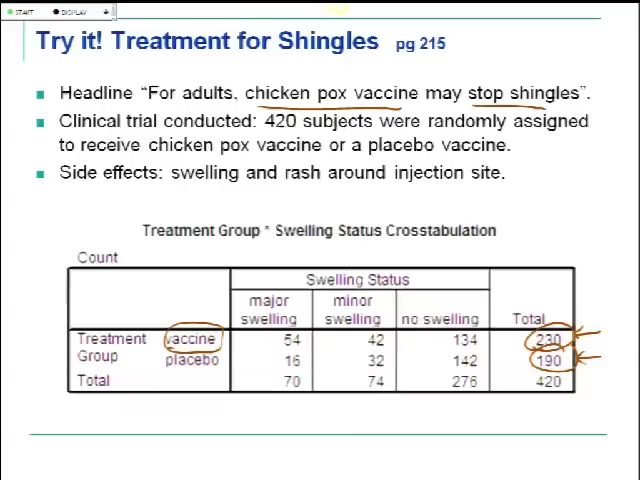 START DISPLAY
Try it! Treatment for Shingles pg 215
Headline “For adults, chicken pox vaccine may stop shingles”.
Clinical trial conducted: 420 subjects were randomly assigned
to receive chicken pox vaccine or a placebo vaccine.
Side effects: swelling and rash around injection site.
Treatment Group * Swelling Status Crosstabulation
Count
Swelling Status
major minor
swelling swelling no swelling Total
Treatment vaccine 54 42 134 230
Group placebo 16 32 142 190
Total 70 74 276 420